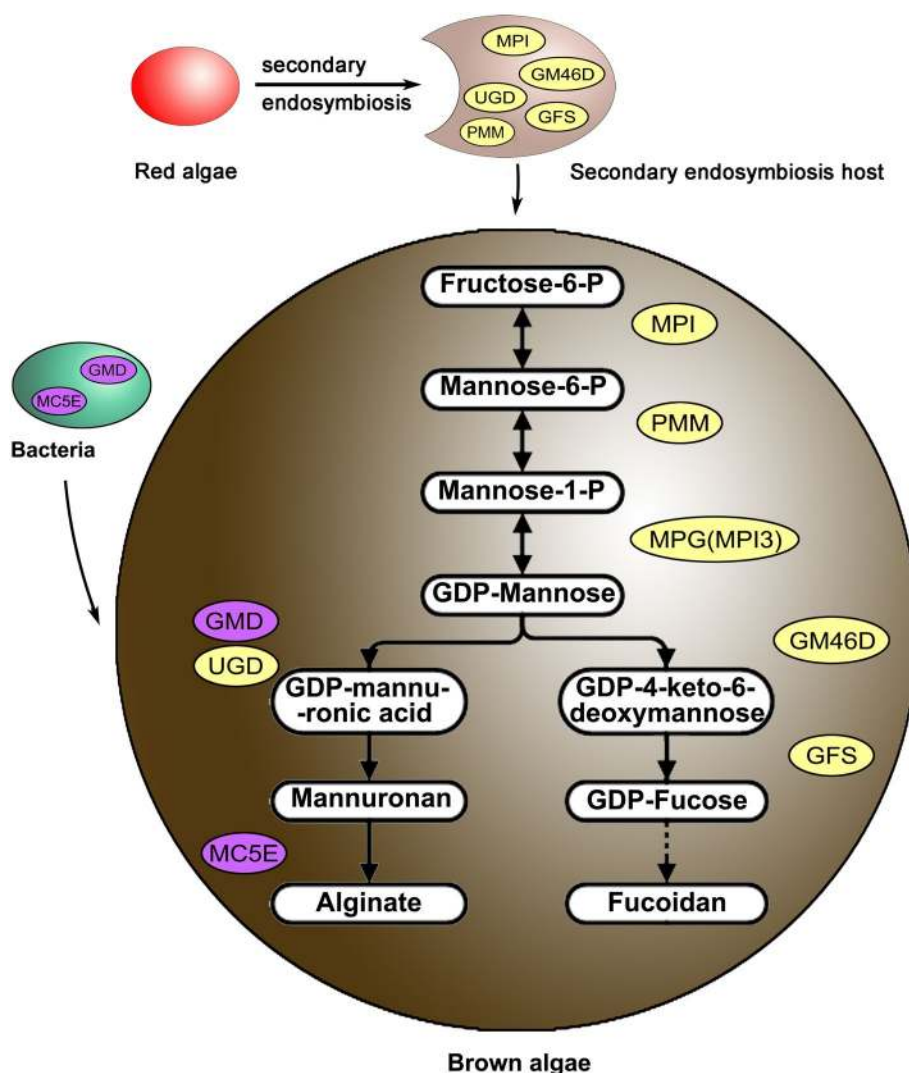 MPI
GM46D
UGD
GFS
PMM
secondary
endosymbiosis
Red algae
Secondary endosymbiosis host
Fructose-6-P
MPI
Mannose-6-P
PMM
Mannose-1-P
MPG(MPI3)
GDP-Mannose
GMD
MC5E
Bacteria
GMD
UGD
GM46D
GDP-mannu-
-ronic acid
GDP-4-keto-6-
deoxymannose
GFS
Mannuronan
GDP-Fucose
MC5E
Alginate
Fucoidan
Brown algae